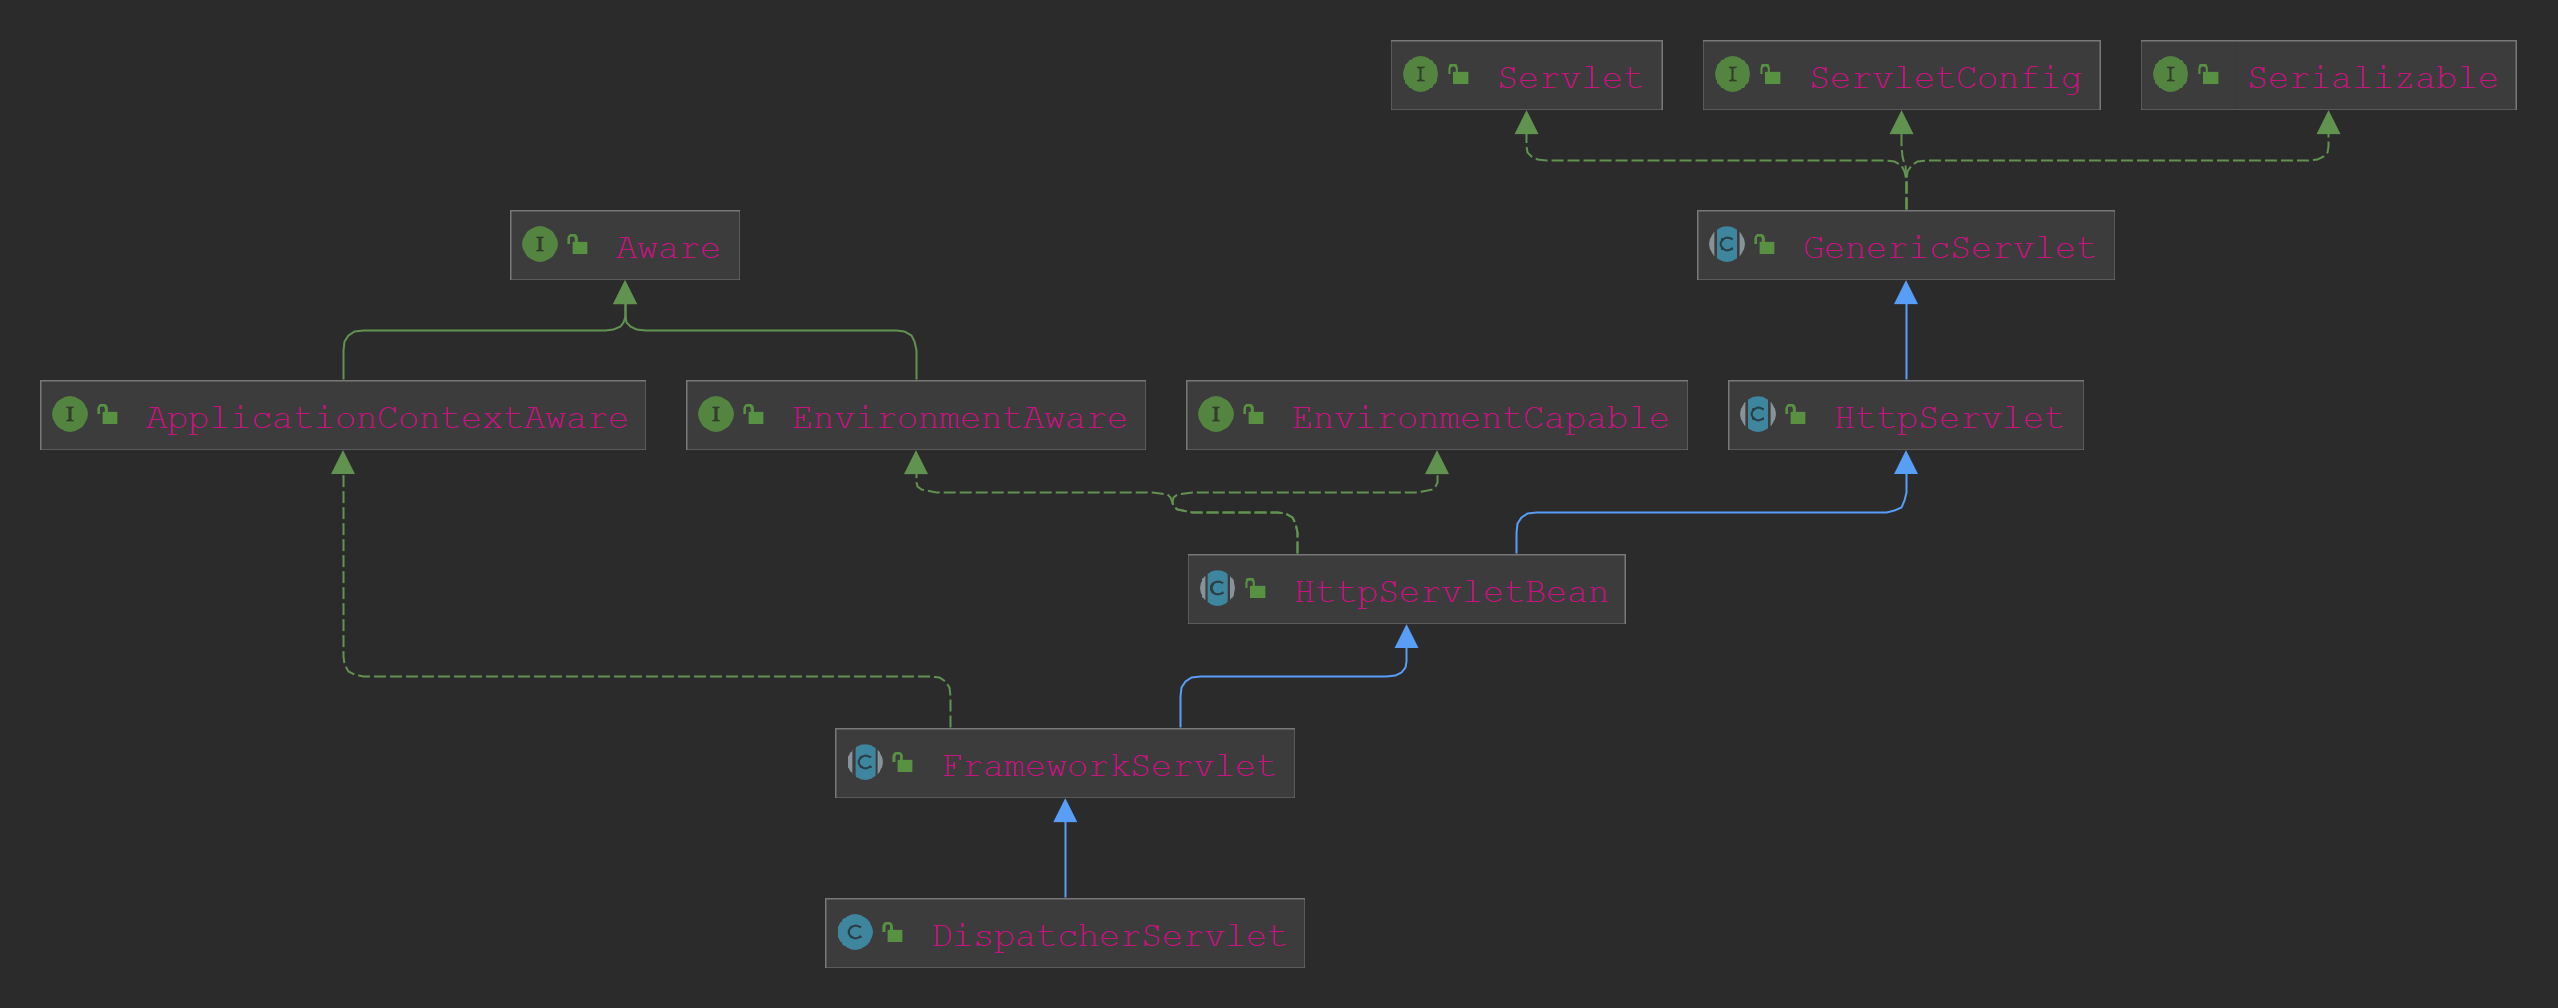 I Servlet
I ServletConfig
I Serializable
I Aware
C GenericServlet
I ApplicationContextAware
I EnvironmentAware
I EnvironmentCapable
C HttpServlet
C HttpServletBean
C FrameworkServlet
C DispatcherServlet